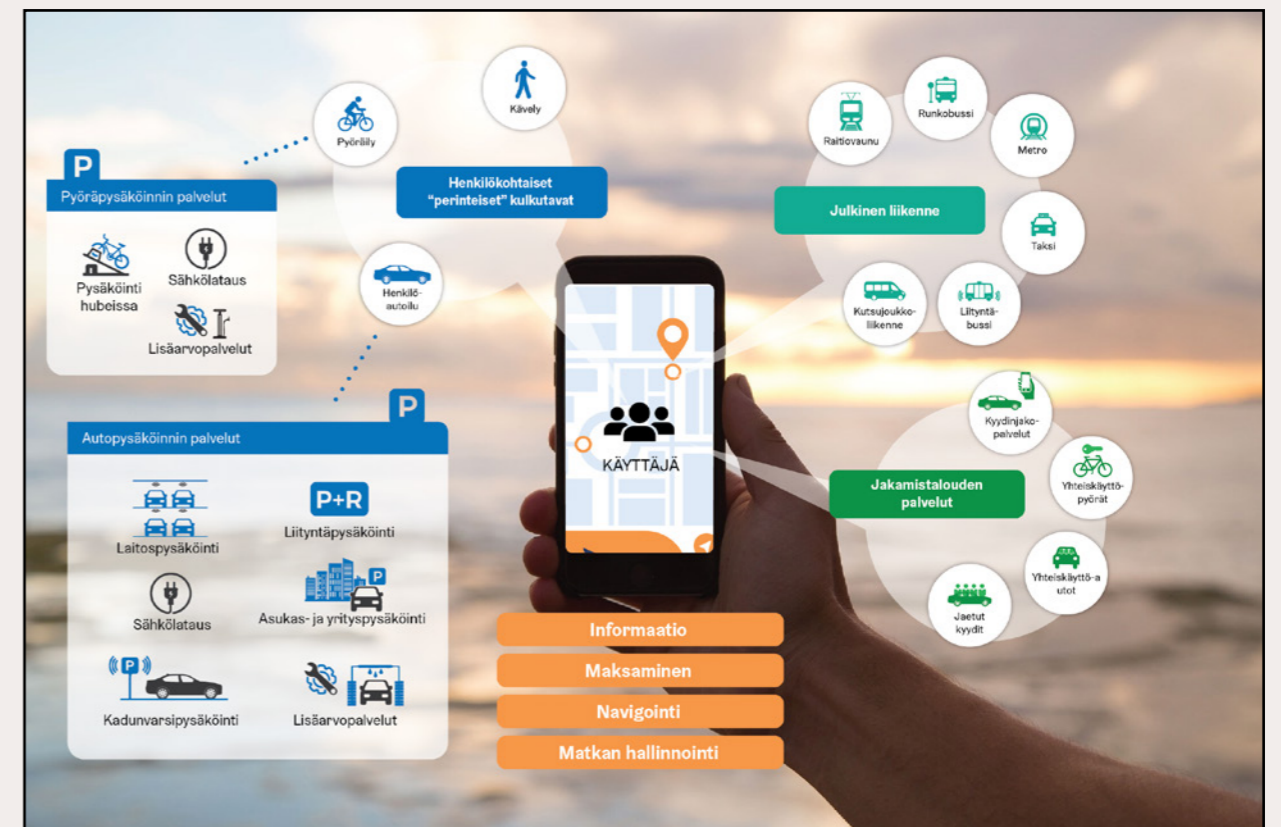 Kävely
Pyöräily
Henkilökohtaiset
"perinteiset" kulkutavat
Henkilö-
autoilu
P
Pyöräpysäköinnin palvelut
Pysäköinti
hubeissa
Sähkölataus
Lisäarvopalvelut
P
Autopysäköinnin palvelut
Laitospysäköinti
P+R
Liityntäpysäköinti
Sähkölataus
P
Asukas- ja yrityspysäköinti
P
Kadunvarsipysäköinti
Lisäarvopalvelut
KÄYTTÄJÄ
Informaatio
Maksaminen
Navigointi
Matkan hallinnointi
Raitiovaunu
Runkobussi
Metro
Julkinen liikenne
Taksi
Kutsujoukko-
liikenne
Liityntä-
bussi
Kyydinjako-
palvelut
Jakamistalouden
palvelut
Yhteiskäyttö-
pyörät
Yhteiskäyttö-a
utot
Jaetut
kyydit